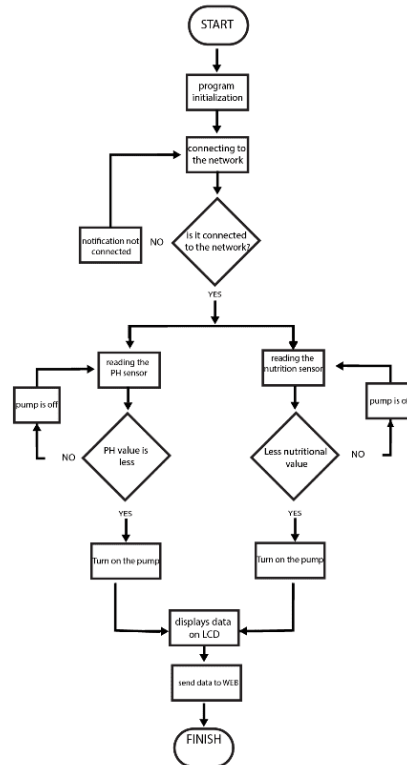 START
program
initialization
connecting to
the network
is it connected
to the network?
NO
notification not
connected
YES
reading the
PH sensor
reading the
nutrition sensor
pump is off
pump is of
PH value is
less
NO
Less nutritional
value
NO
YES
YES
Turn on the pump
Turn on the pump
displays data
on LCD
send data to WEB
FINISH